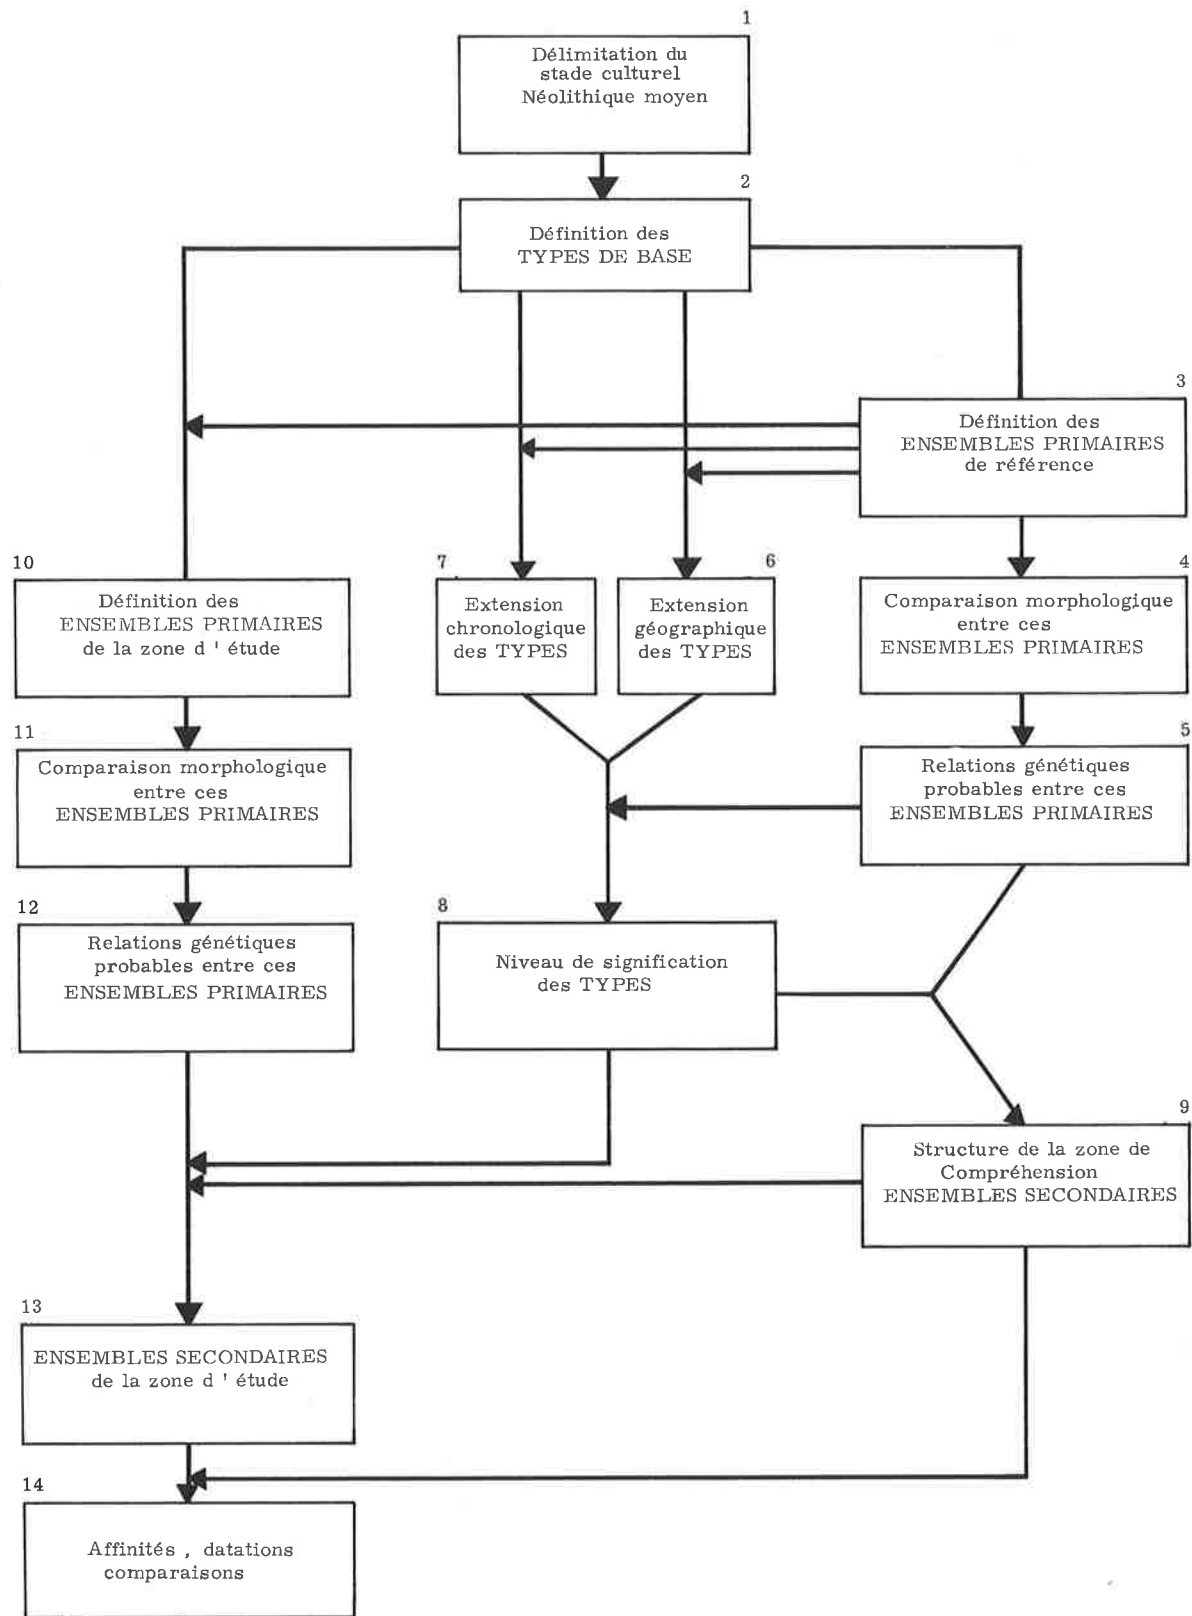 1
Délimitation du
stade culturel
Néolithique moyen
2
Définition des
TYPES DE BASE
3
Définition des
ENSEMBLES PRIMAIRES
de référence
4
Comparaison morphologique
entre ces
ENSEMBLES PRIMAIRES
5
Relations génétiques
probables entre ces
ENSEMBLES PRIMAIRES
6
Extension
géographique
des TYPES
7
Extension
chronologique
des TYPES
8
Niveau de signification
des TYPES
9
Structure de la zone de
Compréhension
ENSEMBLES SECONDAIRES
10
Définition des
ENSEMBLES PRIMAIRES
de la zone d ' étude
11
Comparaison morphologique
entre ces
ENSEMBLES PRIMAIRES
12
Relations génétiques
probables entre ces
ENSEMBLES PRIMAIRES
13
ENSEMBLES SECONDAIRES
de la zone d ' étude
14
Affinités , datations
comparaisons